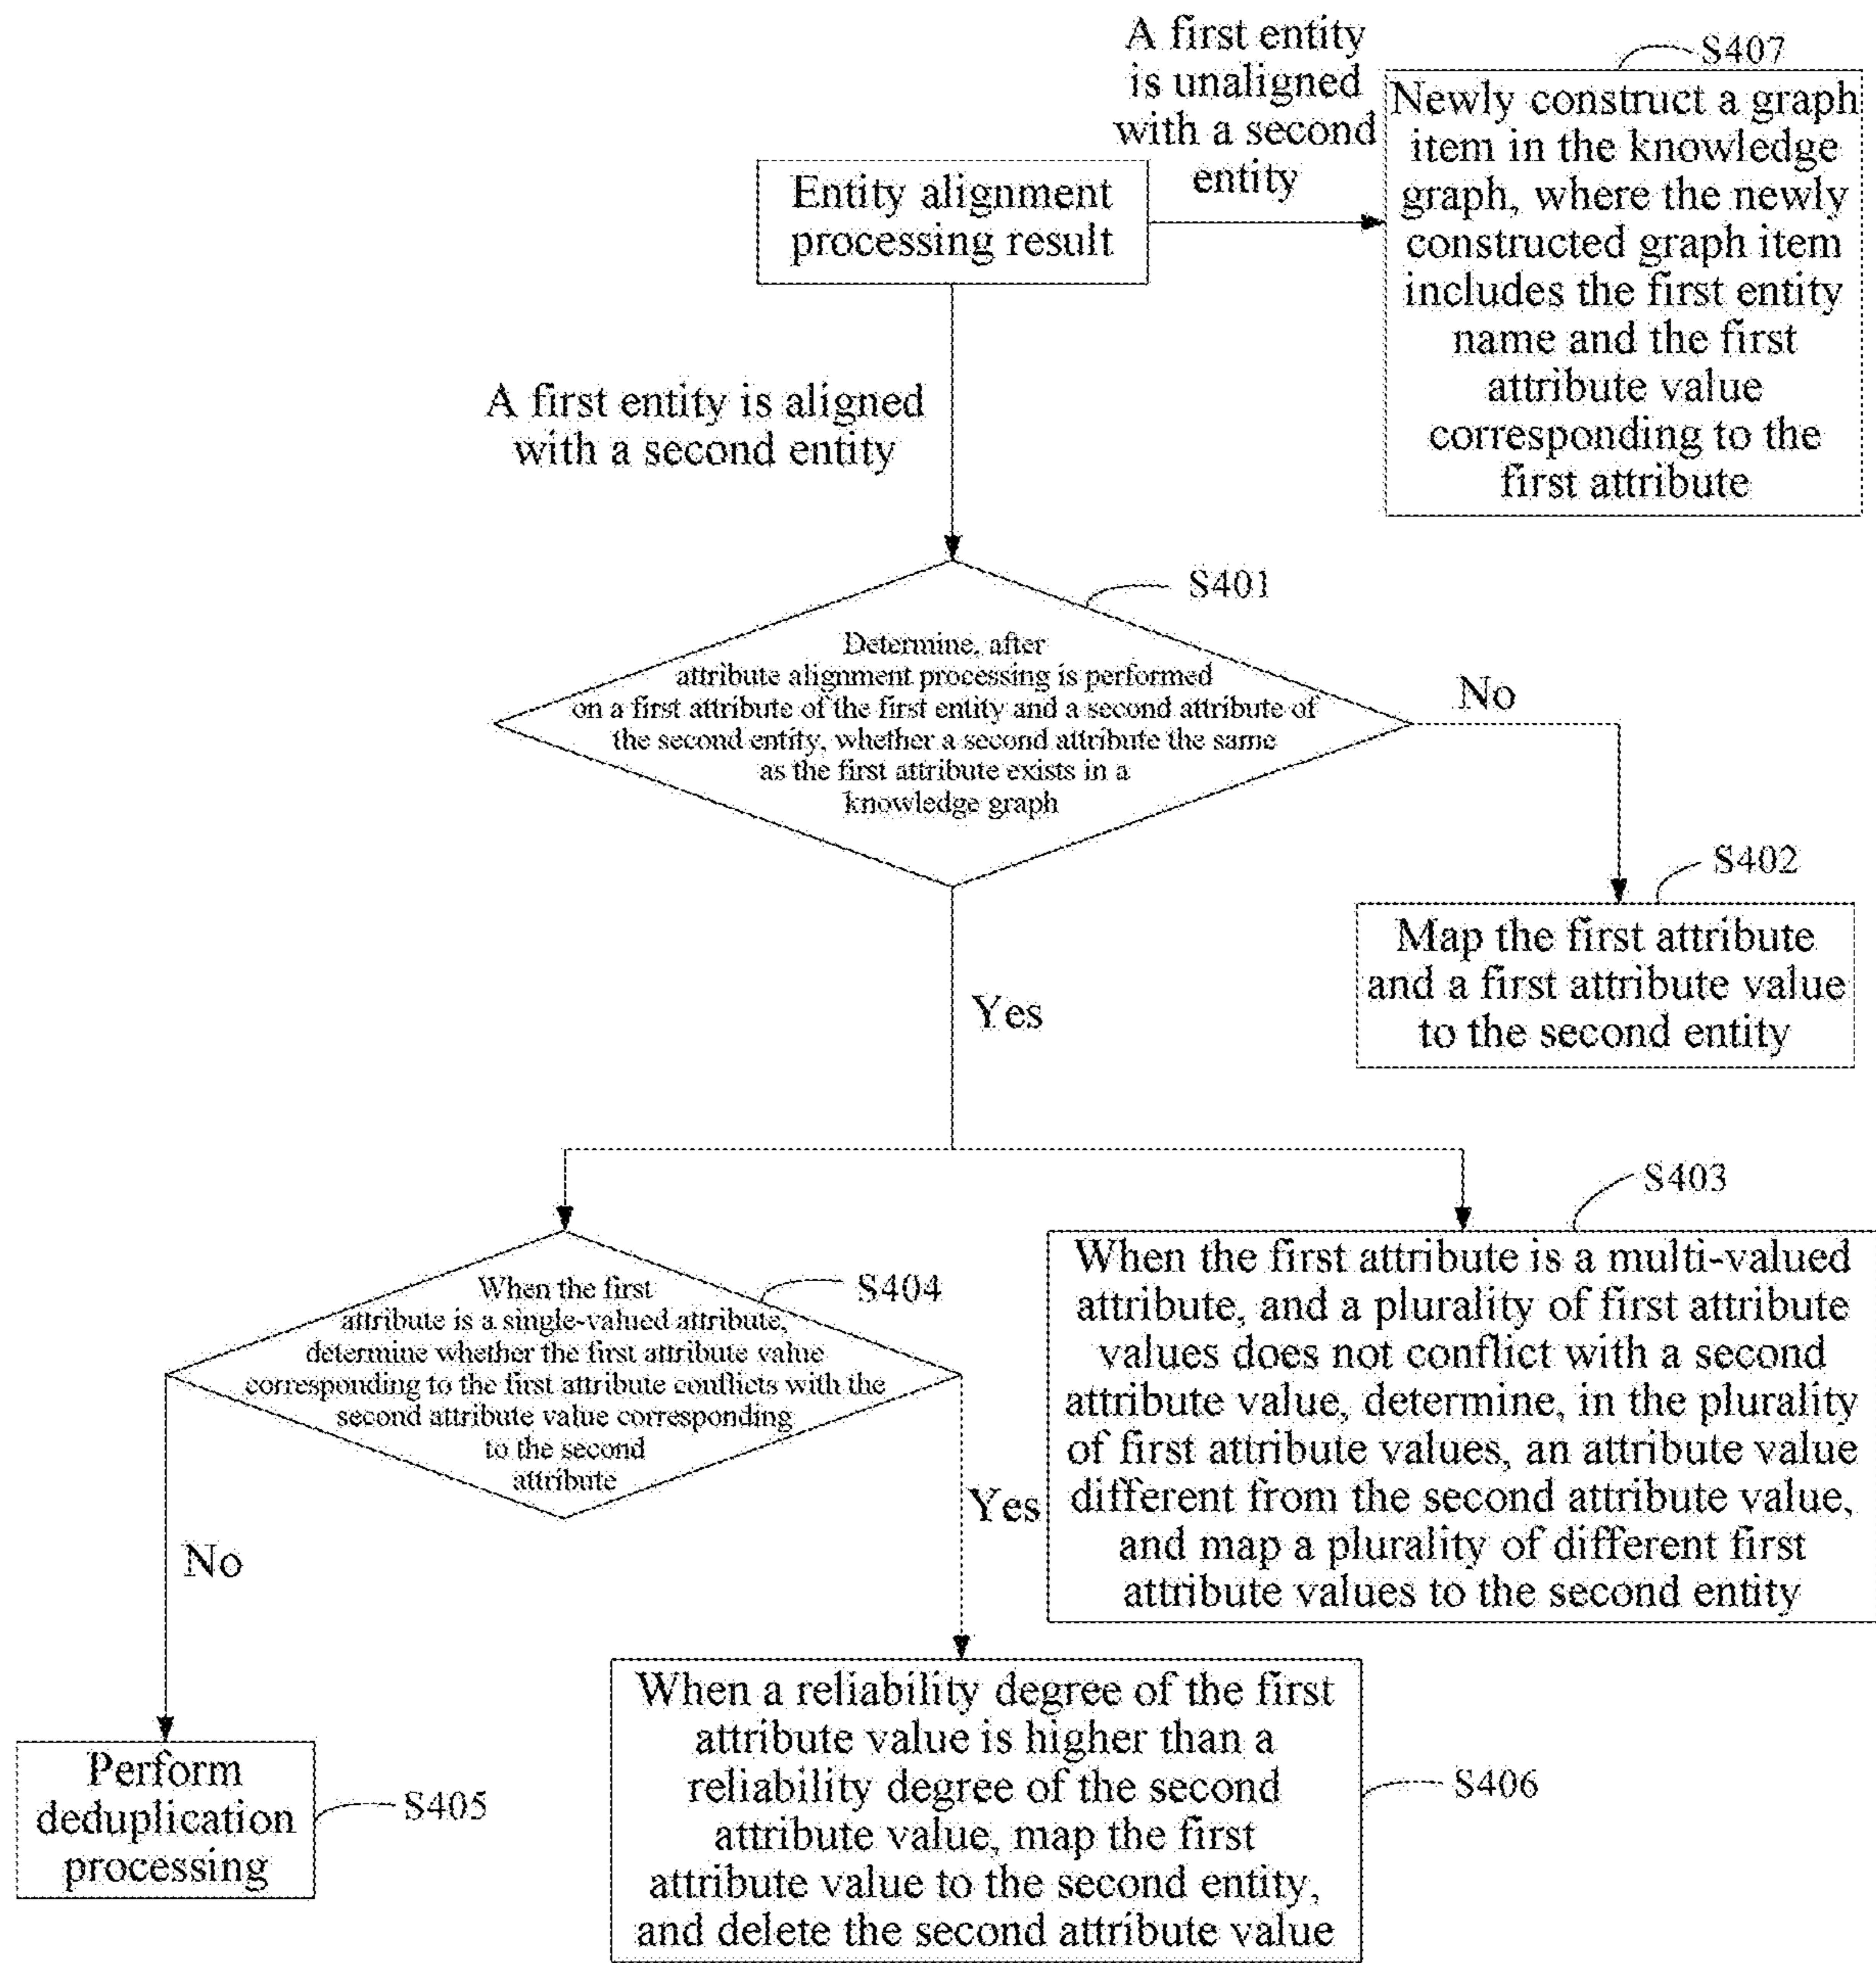 A first entity
is unaligned
with a second
entity
S407
Newly construct a graph
item in the knowledge
graph, where the newly
constructed graph item
includes the first entity
name and the first
attribute value
corresponding to the
first attribute
Entity alignment
processing result
A first entity is aligned
with a second entity
S401
Determine, after
attribute alignment processing is performed
on a first attribute of the first entity and a second attribute of
the second entity, whether a second attribute the same
as the first attribute exists in a
knowledge graph
No
S402
Map the first attribute
and a first attribute value
to the second entity
Yes
S403
When the first attribute is a multi-valued
attribute, and a plurality of first attribute
values does not conflict with a second
attribute value, determine, in the plurality
of first attribute values, an attribute value
different from the second attribute value,
and map a plurality of different first
attribute values to the second entity
S404
When the first
attribute is a single-valued attribute,
determine whether the first attribute value
corresponding to the first attribute conflicts with the
second attribute value corresponding
to the second
attribute
No
Yes
Perform
deduplication
processing
S405
When a reliability degree of the first
attribute value is higher than a
reliability degree of the second
attribute value, map the first
attribute value to the second entity,
and delete the second attribute value
S406